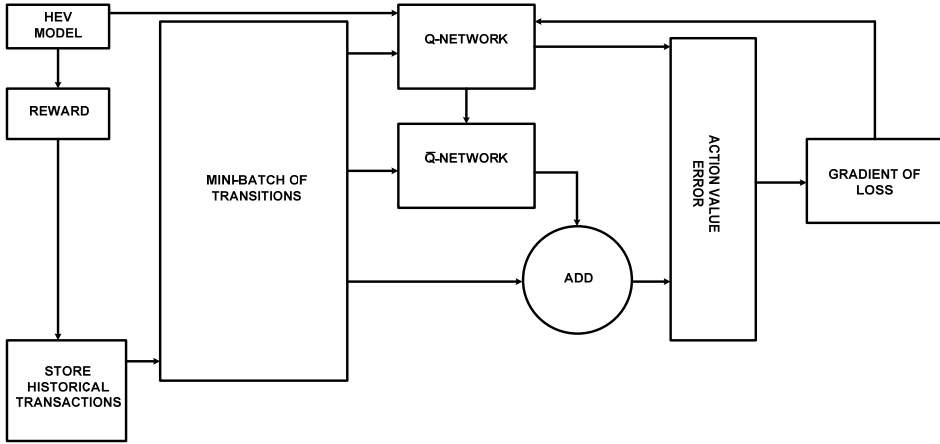 HEV
MODEL
REWARD
STORE
HISTORICAL
TRANSACTIONS
MINI-BATCH OF
TRANSITIONS
Q-NETWORK
Q̄-NETWORK
ADD
ACTION VALUE
ERROR
GRADIENT OF
LOSS